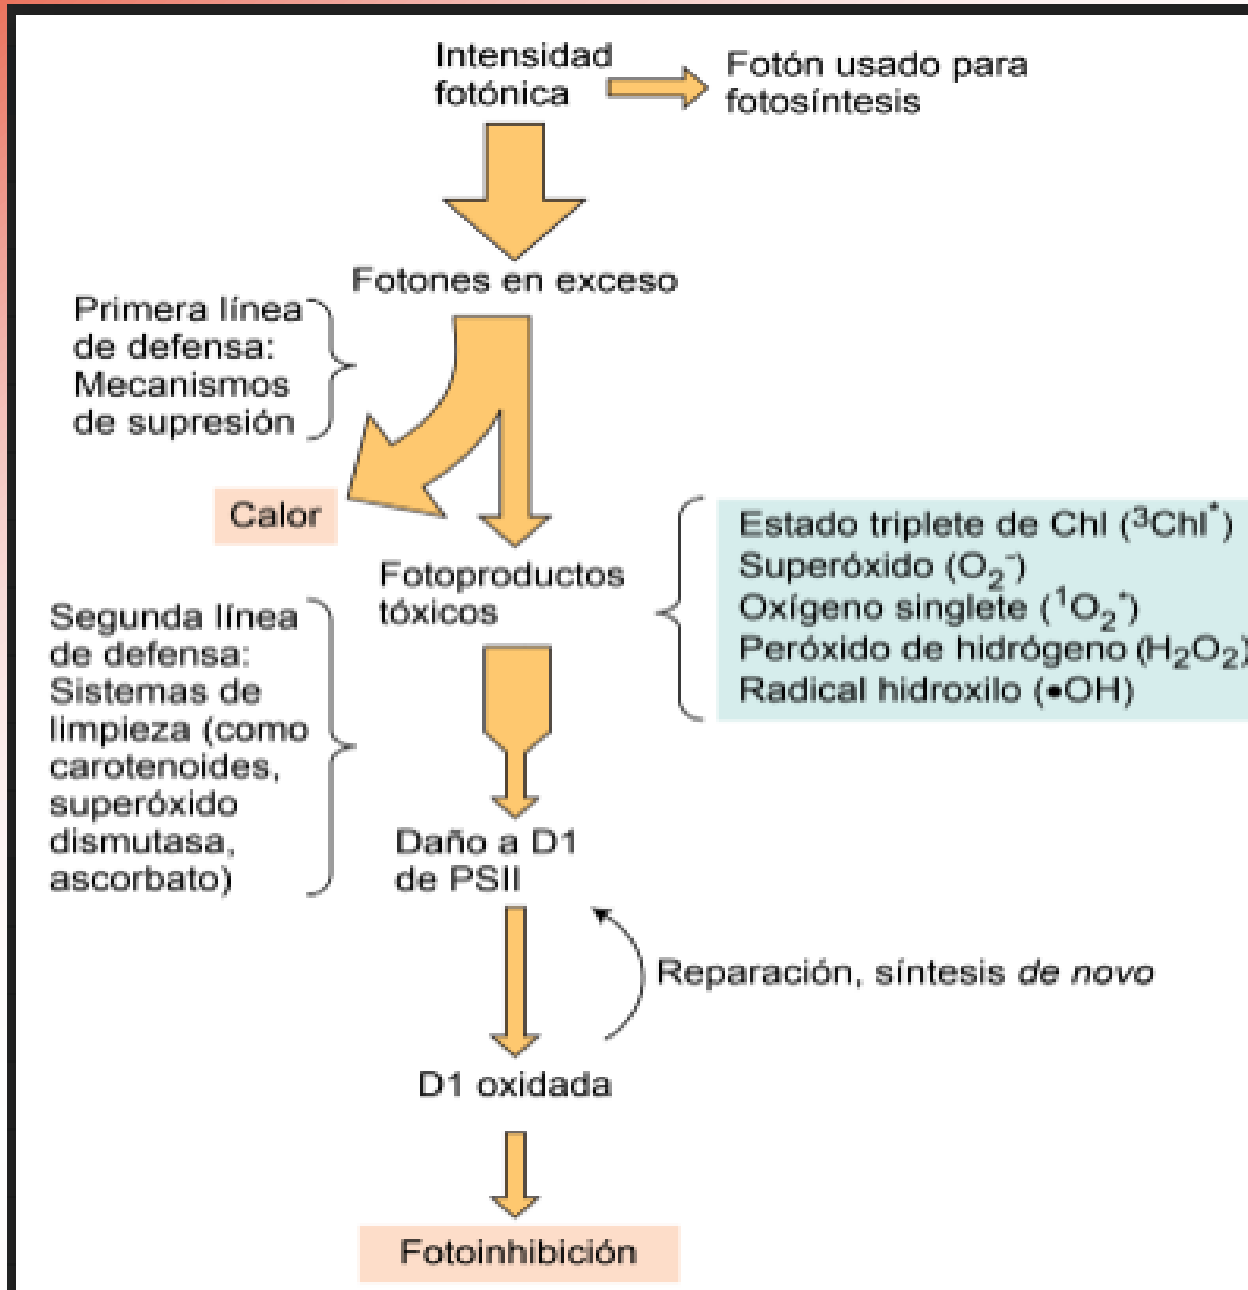 Intensidad
fotónica
Fotón usado para
fotosíntesis
Fotones en exceso
Primera línea
de defensa:
Mecanismos
de supresión
Calor
Fotoproductos
tóxicos
Estado triplete de Chl (³Chl*)
Superóxido (O₂⁻)
Oxígeno singlete (¹O₂*)
Peróxido de hidrógeno (H₂O₂)
Radical hidroxilo (•OH)
Segunda línea
de defensa:
Sistemas de
limpieza (como
carotenoides,
superóxido
dismutasa,
ascorbato)
Daño a D1
de PSII
Reparación, síntesis de novo
D1 oxidada
Fotoinhibición